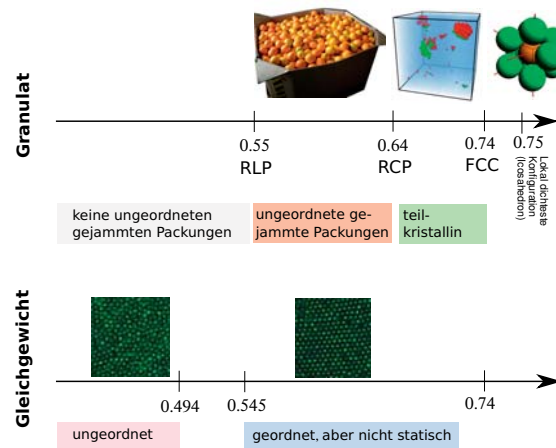 Granulat
0.55
0.64
0.74
0.75
RLP
RCP
FCC
Lokal dichteste
Konfiguration
(Icosahedron)
keine ungeordneten
gejammten Packungen
ungeordnete ge-
jammte Packungen
teil-
kristallin
Gleichgewicht
0.494
0.545
0.74
ungeordnet
geordnet, aber nicht statisch